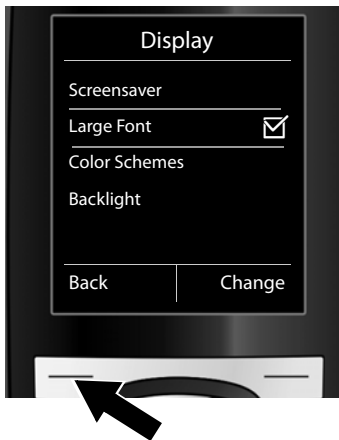 Display
Screensaver
Large Font
Color Schemes
Backlight
Back Change